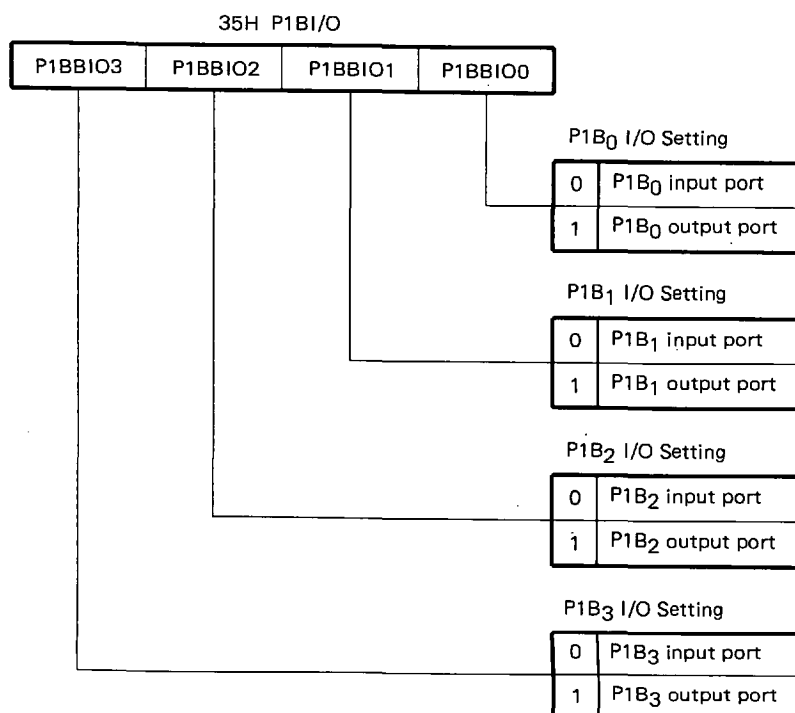 35H P1BI/O
P1BBIO3 P1BBIO2 P1BBIO1 P1BBIO0
P1B0 I/O Setting
0 P1B0 input port
1 P1B0 output port
P1B1 I/O Setting
0 P1B1 input port
1 P1B1 output port
P1B2 I/O Setting
0 P1B2 input port
1 P1B2 output port
P1B3 I/O Setting
0 P1B3 input port
1 P1B3 output port